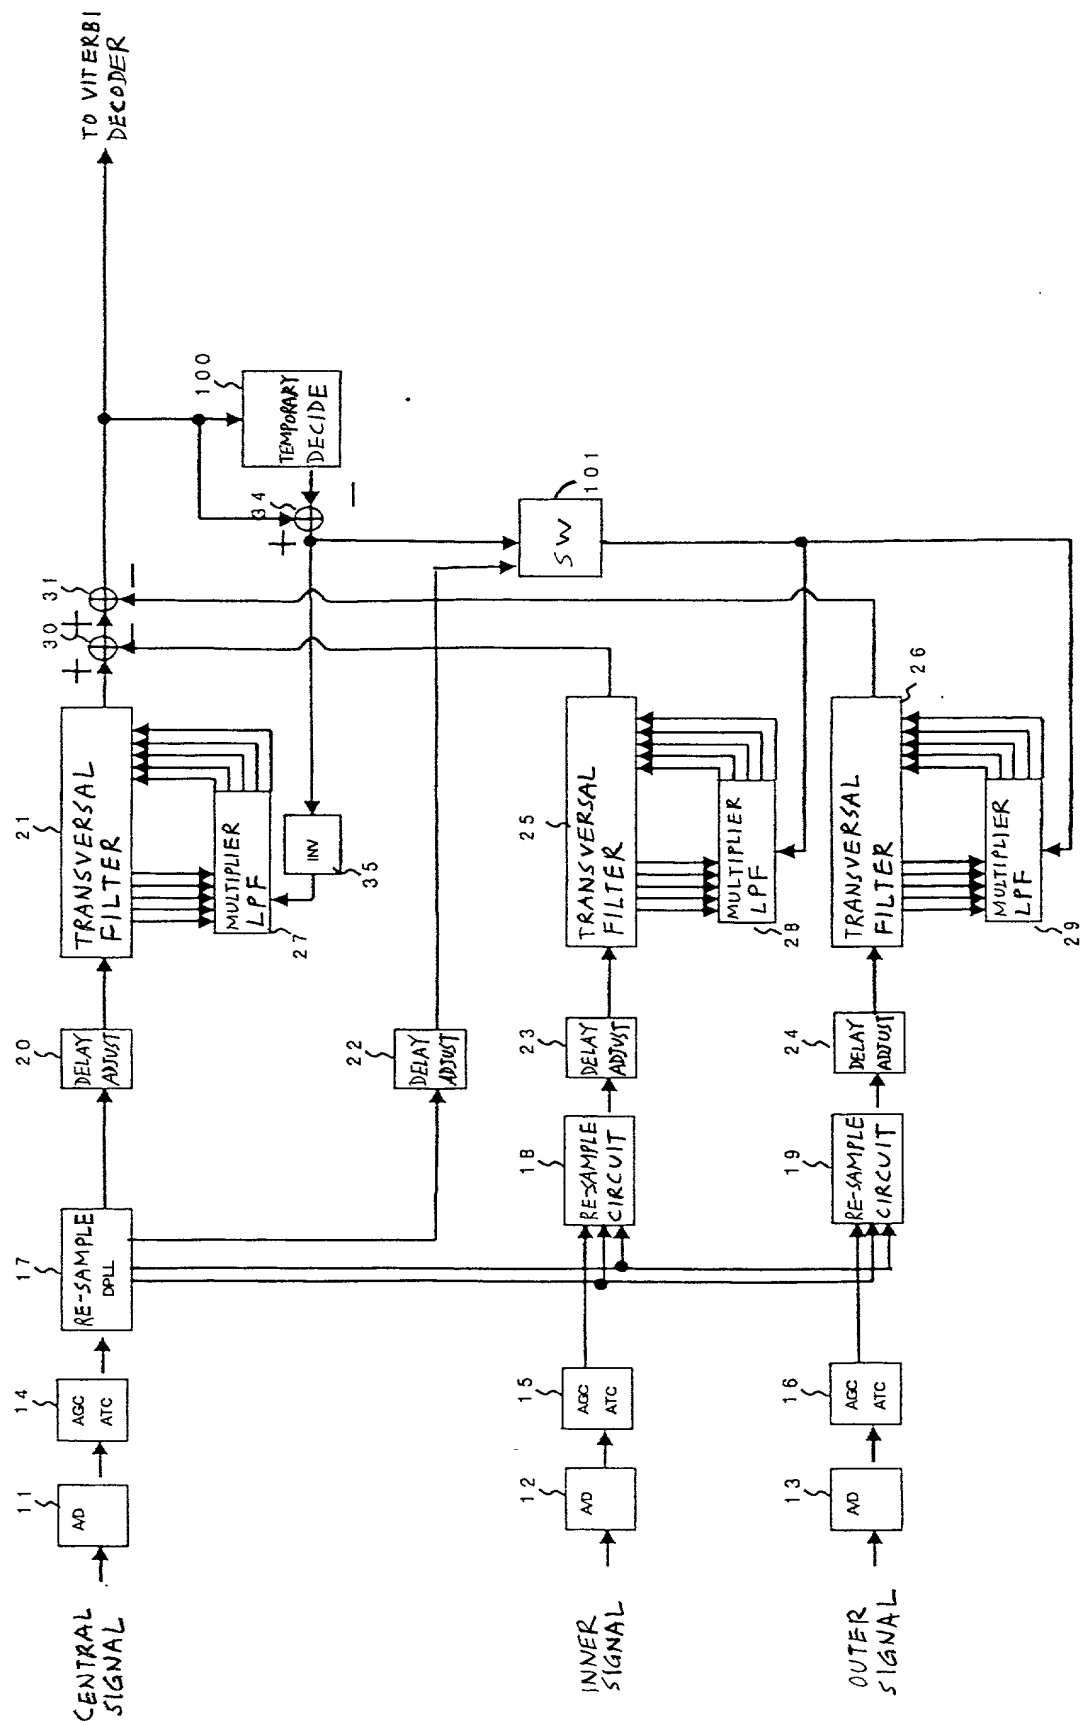 CENTRAL
SIGNAL
11
A/D
14
AGC
ATC
17
RE-SAMPLE
DPLL
20
DELAY
ADJUST
21
TRANSVERSAL
FILTER
MULTIPLIER
LPF
27
INV
35
+
30
−
+
31
−
TO VITERBI
DECODER
100
TEMPORARY
DECIDE
34
+
−
22
DELAY
ADJUST
SW
101
INNER
SIGNAL
12
A/D
15
AGC
ATC
18
RE-SAMPLE
CIRCUIT
23
DELAY
ADJUST
25
TRANSVERSAL
FILTER
MULTIPLIER
LPF
28
OUTER
SIGNAL
13
A/D
16
AGC
ATC
19
RE-SAMPLE
CIRCUIT
24
DELAY
ADJUST
26
TRANSVERSAL
FILTER
MULTIPLIER
LPF
29